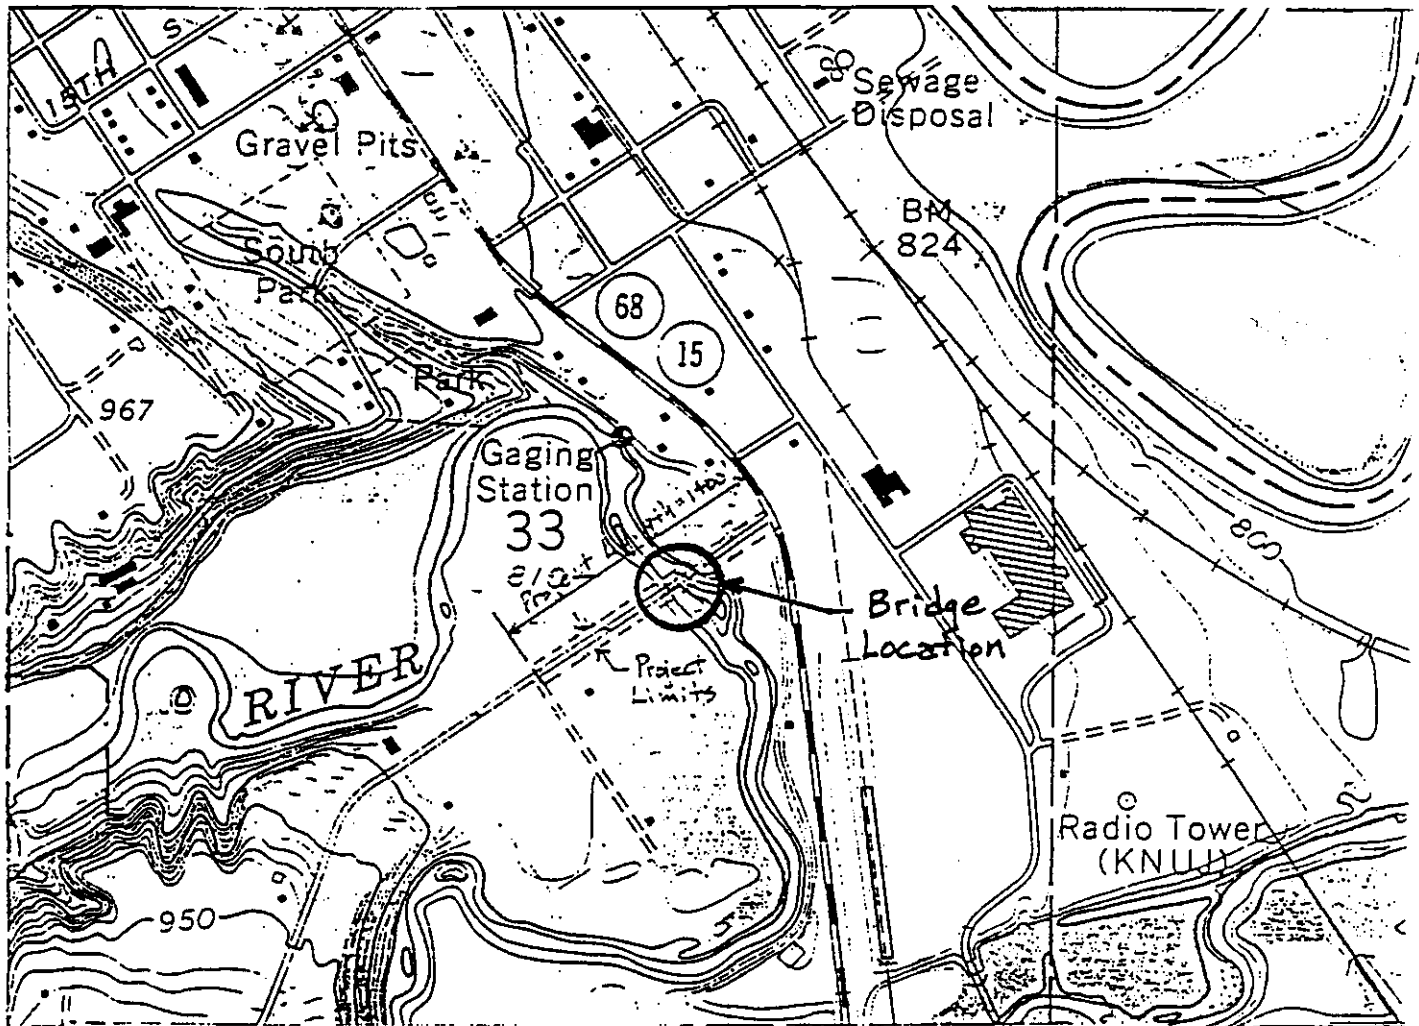 15TH
S
Sewage
Disposal
Gravel Pits
BM
824
South
Park
68
15
Park
967
Gaging
Station
33
810
800
Bridge
Location
Project
Limits
RIVER
Radio Tower
(KNUJ)
950